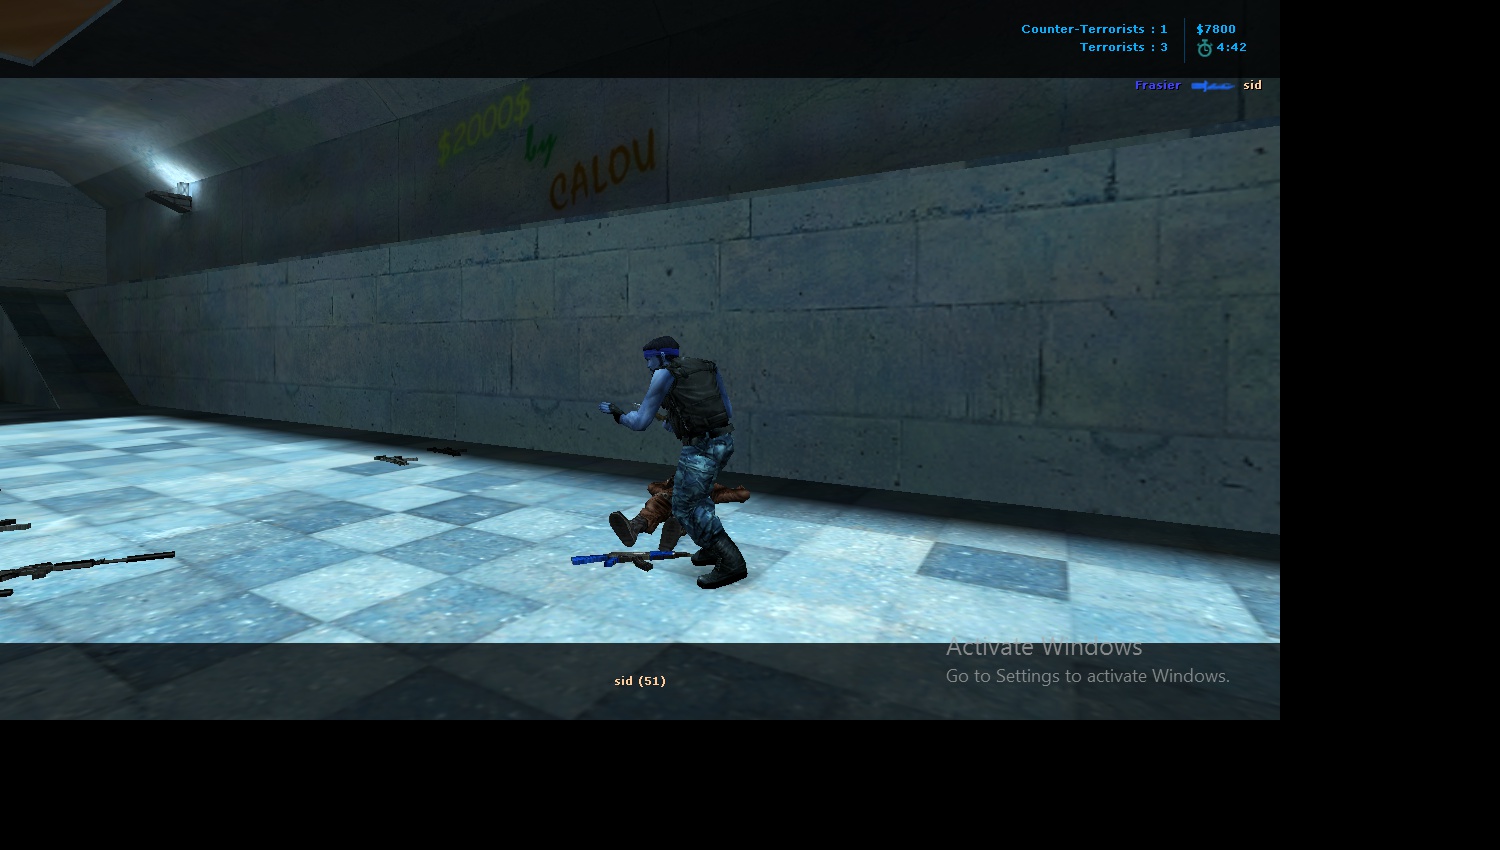 Counter-Terrorists : 1
Terrorists : 3
$7800
4:42
Frasier sid
$2000$
by
CALOU
Activate Windows
Go to Settings to activate Windows.
sid (51)